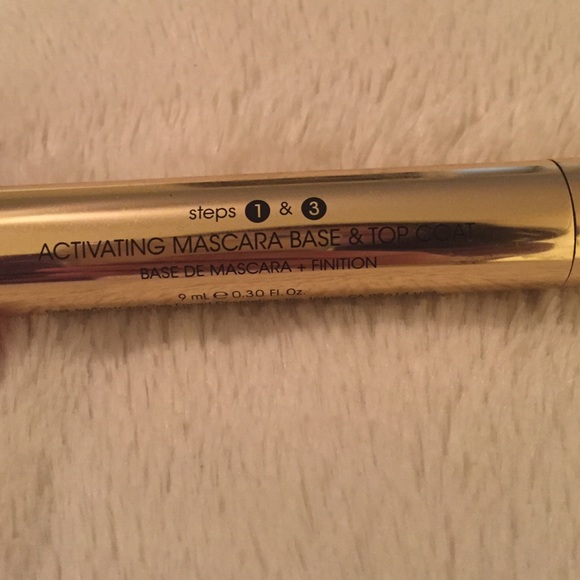 steps 1 & 3
ACTIVATING MASCARA BASE & TOP COAT
BASE DE MASCARA + FINITION
9 mL ℮ 0.30 FL. Oz.